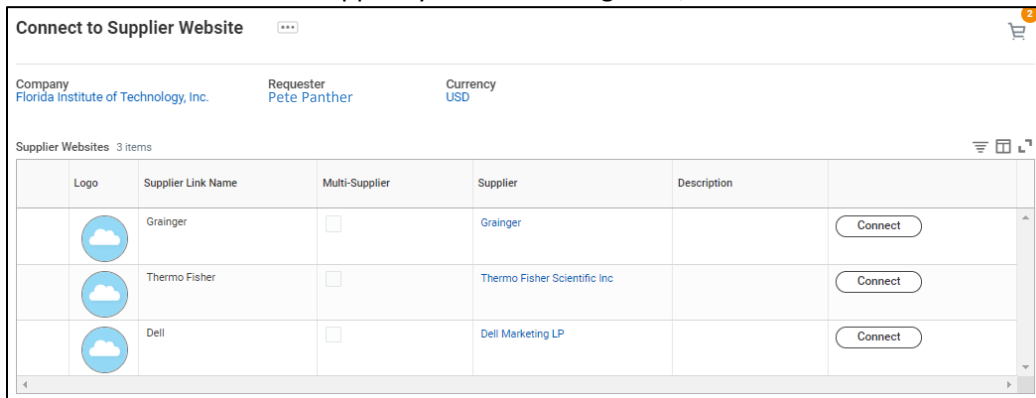 Connect to Supplier Website
2
Company Requester Currency
Florida Institute of Technology, Inc. Pete Panther USD
Supplier Websites 3 items
Logo Supplier Link Name Multi-Supplier Supplier Description
Grainger Grainger Connect
Thermo Fisher Thermo Fisher Scientific Inc Connect
Dell Dell Marketing LP Connect